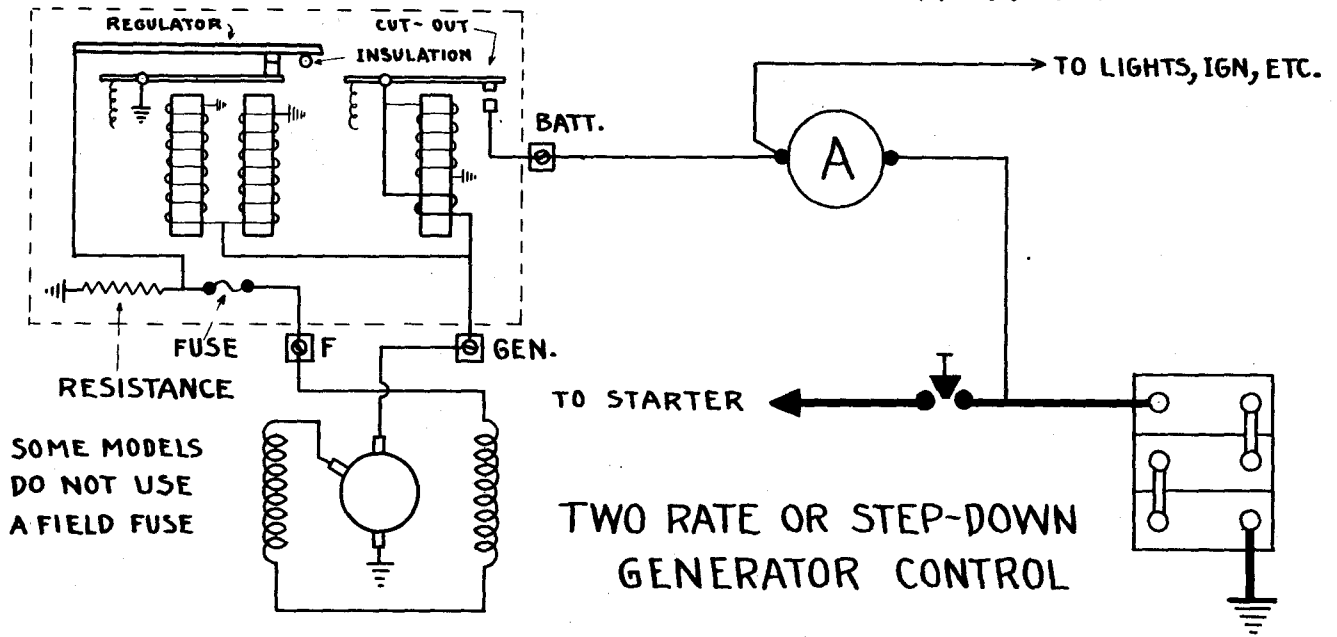 REGULATOR
CUT-OUT
INSULATION
TO LIGHTS, IGN, ETC.
BATT.
A
FUSE
F
GEN.
RESISTANCE
TO STARTER
SOME MODELS
DO NOT USE
A FIELD FUSE
TWO RATE OR STEP-DOWN
GENERATOR CONTROL